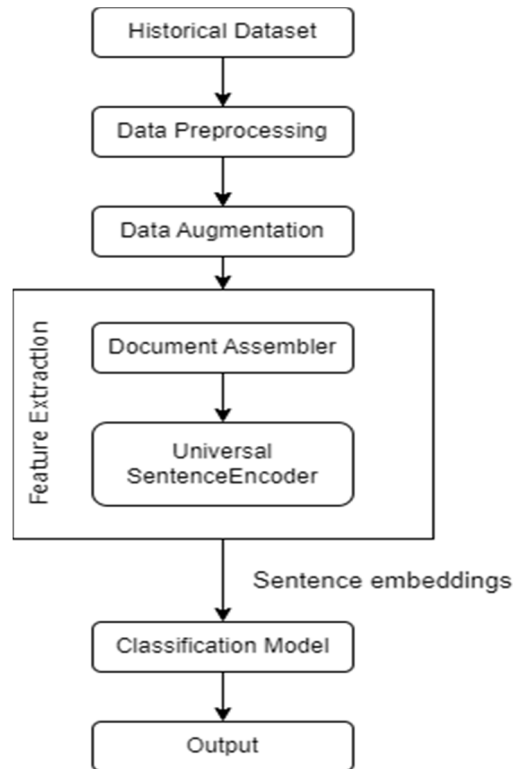 Historical Dataset
Data Preprocessing
Data Augmentation
Feature Extraction
Document Assembler
Universal
SentenceEncoder
Sentence embeddings
Classification Model
Output